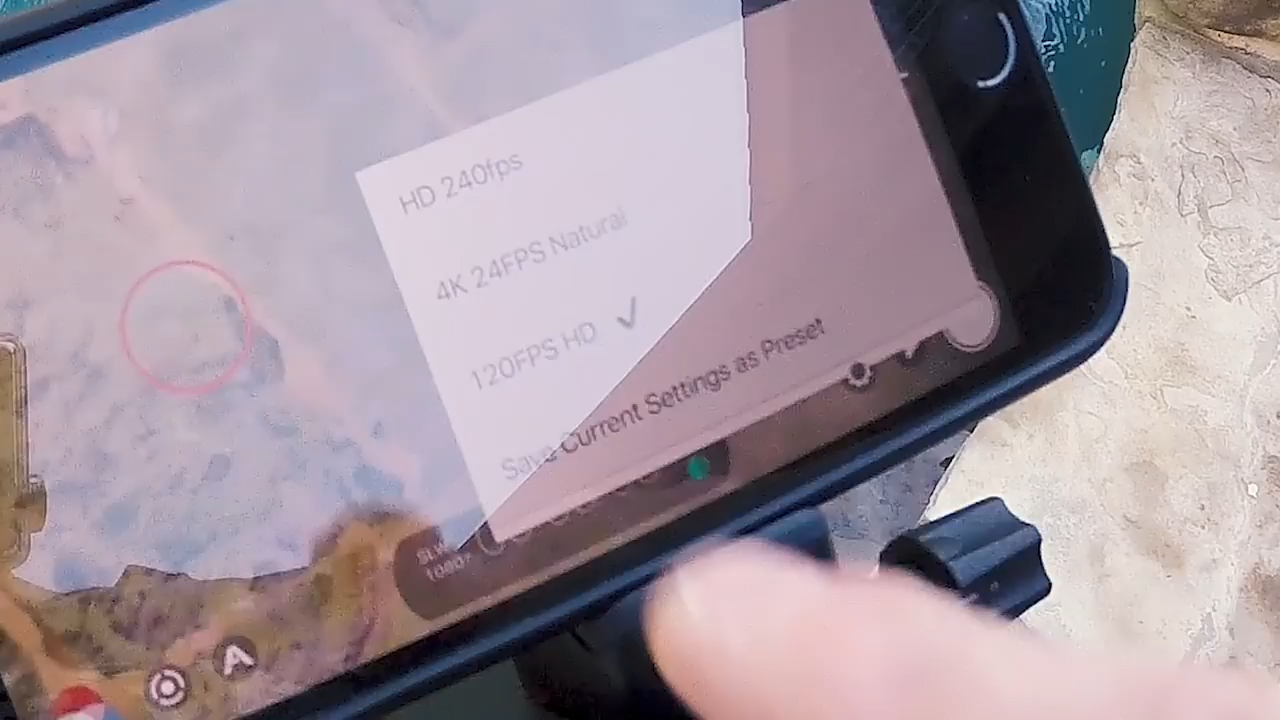 HD 240fps
4K 24FPS Natural
120FPS HD ✓
Save Current Settings as Preset
A